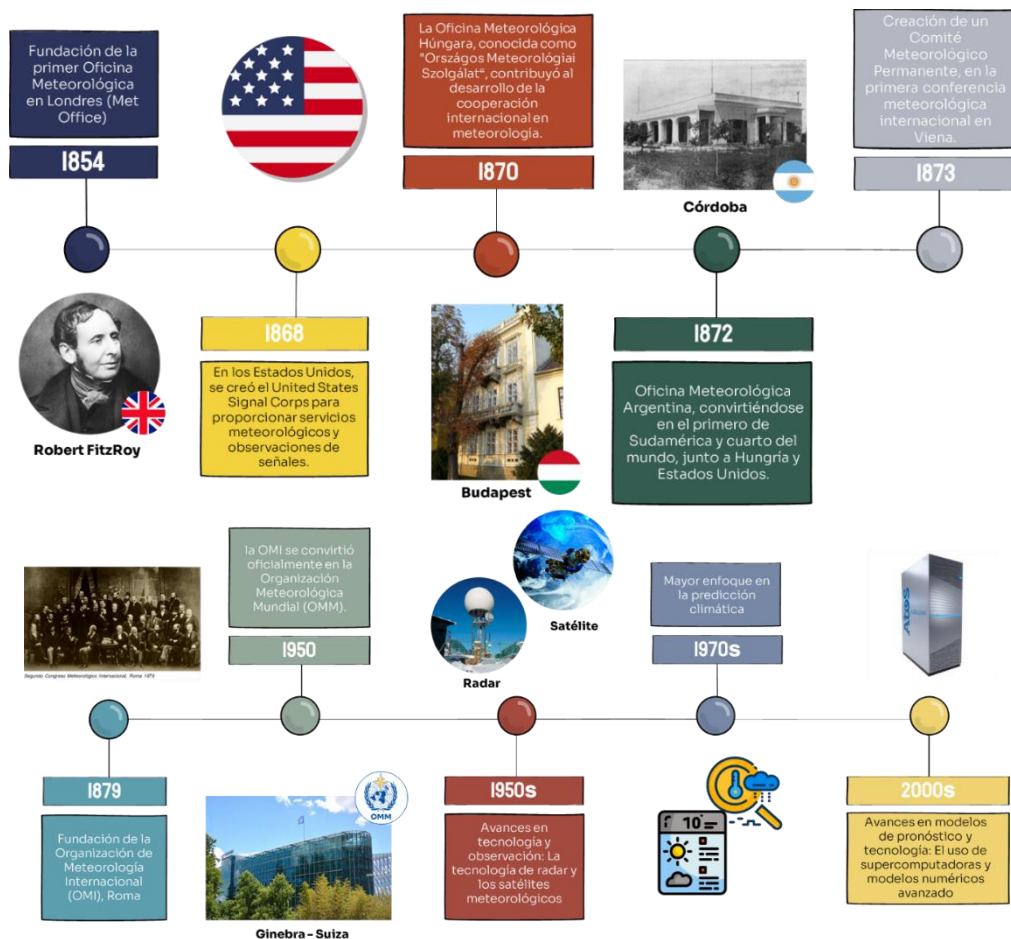 Fundación de la
primer Oficina
Meteorológica
en Londres (Met
Office)
1854
Robert FitzRoy
1868
En los Estados Unidos,
se creó el United States
Signal Corps para
proporcionar servicios
meteorológicos y
observaciones de
señales.
La Oficina Meteorológica
Húngara, conocida como
"Országos Meteorológiai
Szolgálat“, contribuyó al
desarrollo de la
cooperación
internacional en
meteorología.
1870
Budapest
Córdoba
1872
Oficina Meteorológica
Argentina, convirtiéndose
en el primero de
Sudamérica y cuarto del
mundo, junto a Hungría y
Estados Unidos.
Creación de un
Comité
Meteorológico
Permanente, en la
primera conferencia
meteorológica
internacional en
Viena.
1873
Segundo Congreso Meteorológico Internacional, Roma 1879
1879
Fundación de la
Organización de
Meteorología
Internacional
(OMI), Roma
la OMI se convirtió
oficialmente en la
Organización
Meteorológica
Mundial (OMM).
1950
OMM
Ginebra - Suiza
Radar
Satélite
1950s
Avances en
tecnología y
observación: La
tecnología de radar y
los satélites
meteorológicos
Mayor enfoque en
la predicción
climática
1970s
10
Atos
2000s
Avances en modelos
de pronóstico y
tecnología: El uso de
supercomputadoras y
modelos numéricos
avanzado